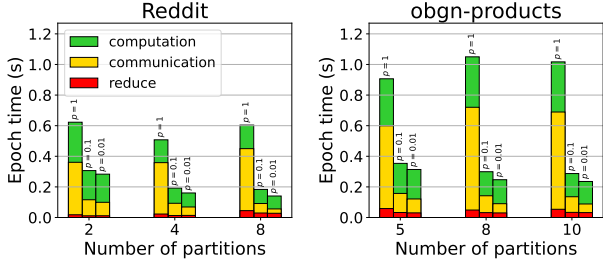 Reddit
1.2
1.0
0.8
0.6
0.4
0.2
0.0
Epoch time (s)
computation
communication
reduce
p = 1
p = 0.1
p = 0.01
p = 1
p = 0.1
p = 0.01
p = 1
p = 0.1
p = 0.01
2 4 8
Number of partitions
obgn-products
1.2
1.0
0.8
0.6
0.4
0.2
0.0
Epoch time (s)
p = 1
p = 0.1
p = 0.01
p = 1
p = 0.1
p = 0.01
p = 1
p = 0.1
p = 0.01
5 8 10
Number of partitions